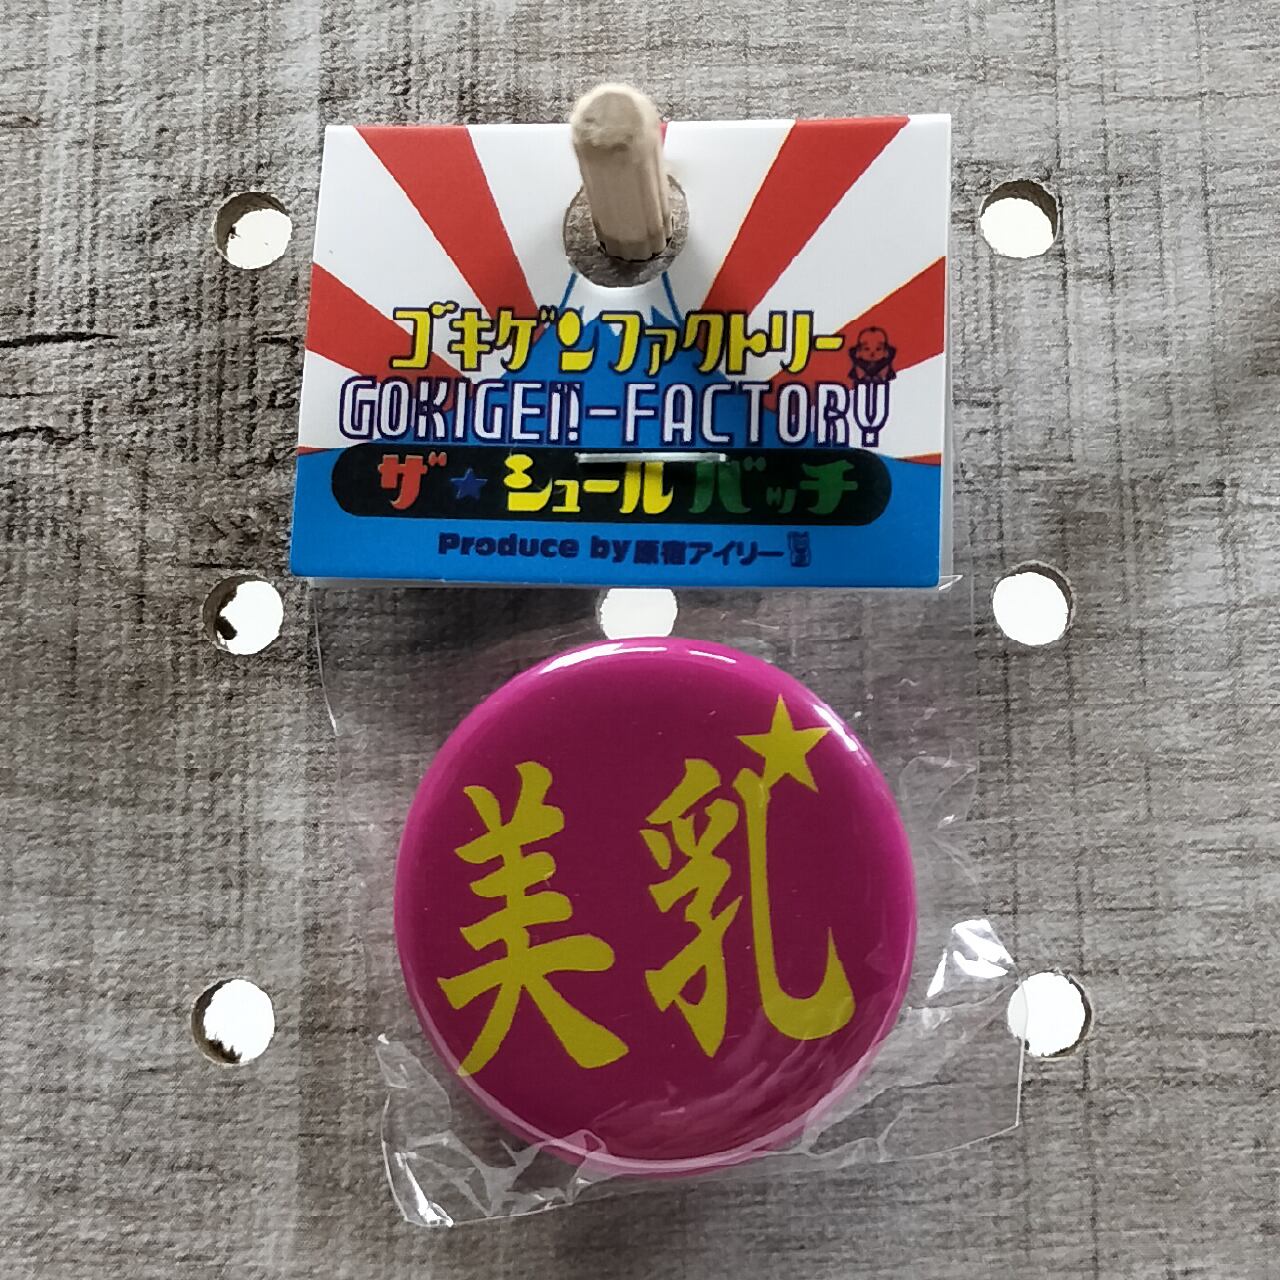 ゴキゲンファクトリー
GOKIGEN-FACTORY
ザ★シュールバッチ
Produce by 原宿アイリー
美乳